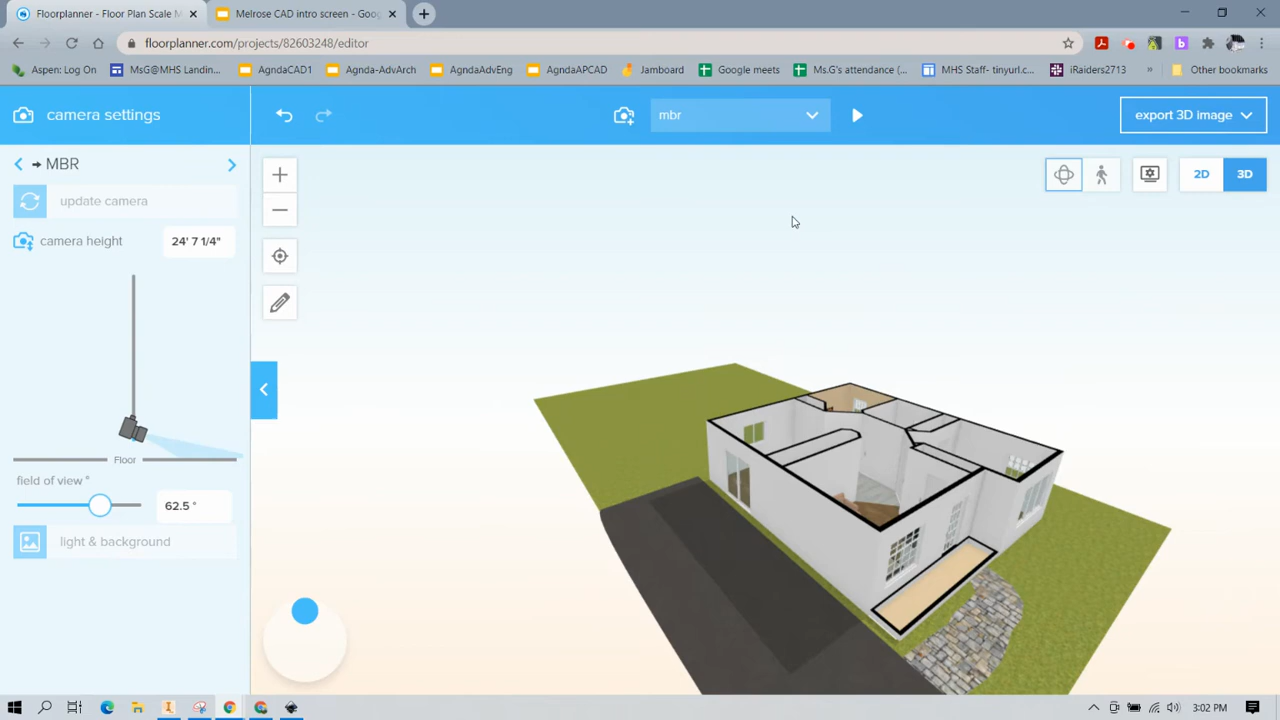 Floorplanner - Floor Plan Scale M
Melrose CAD intro screen - Goog
floorplanner.com/projects/82603248/editor
Aspen: Log On
MsG@MHS Landin...
AgndaCAD1
Agnda-AdvArch
AgndaAdvEng
AgndaAPCAD
Jamboard
Google meets
Ms.G's attendance (...
MHS Staff- tinyurl.c...
iRaiders2713
»
Other bookmarks
camera settings
mbr
export 3D image
MBR
2D
3D
update camera
camera height
24' 7 1/4"
Floor
field of view °
62.5 °
light & background
3:02 PM